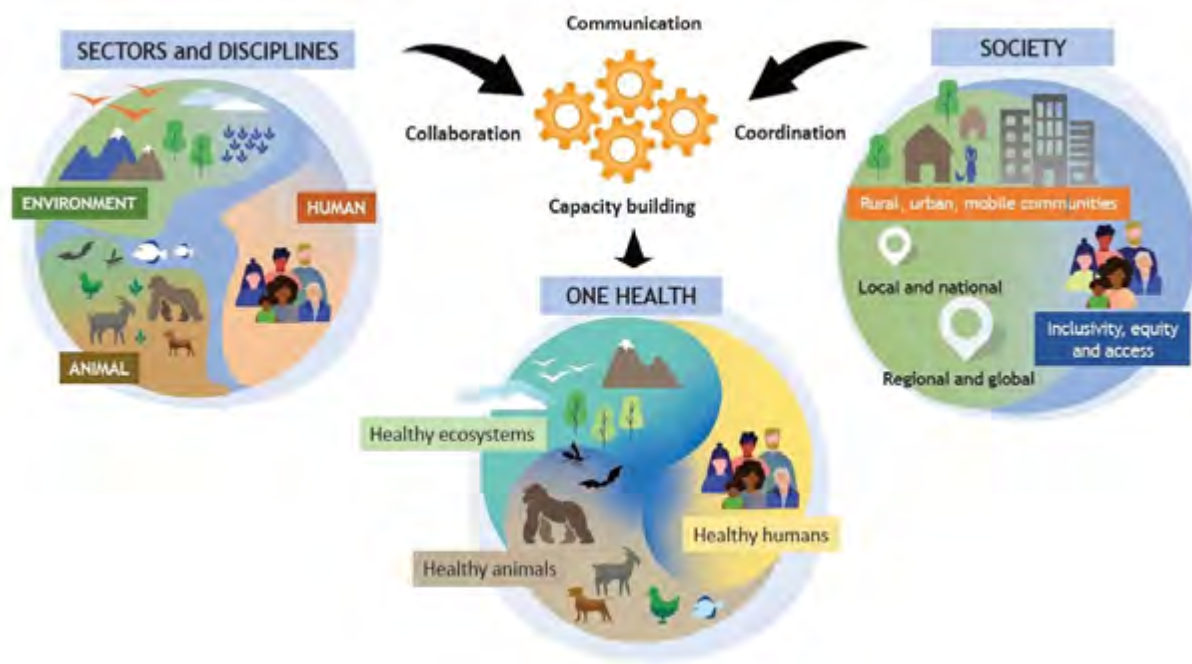 Communication
SECTORS and DISCIPLINES
SOCIETY
Collaboration
Coordination
ENVIRONMENT
HUMAN
Rural, urban, mobile communities
Capacity building
Local and national
ONE HEALTH
Inclusivity, equity
and access
ANIMAL
Regional and global
Healthy ecosystems
Healthy humans
Healthy animals